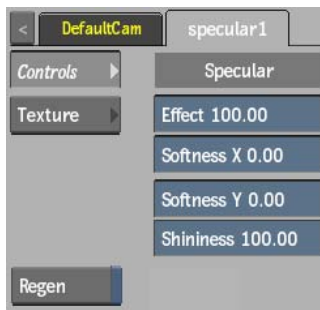 < DefaultCam specular1
Controls Specular
Texture Effect 100.00
Softness X 0.00
Softness Y 0.00
Shininess 100.00
Regen